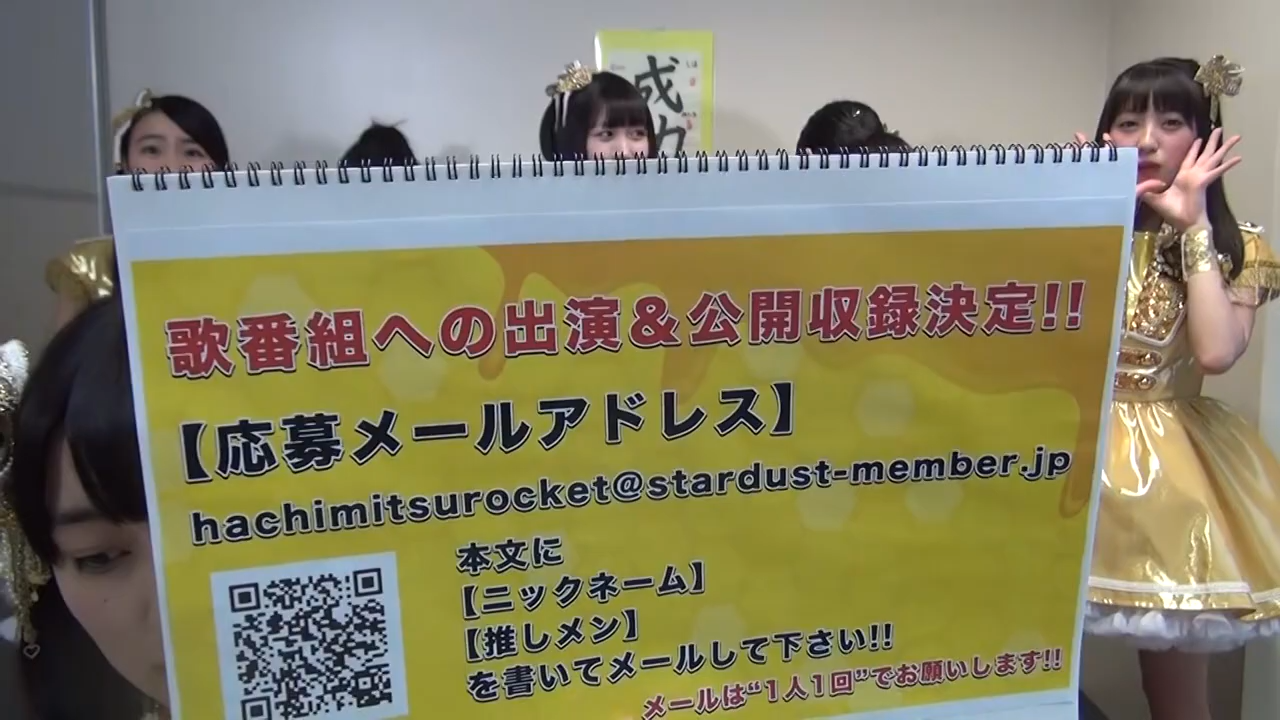 成功
歌番組への出演&公開収録決定!!
【応募メールアドレス】
hachimitsurocket@stardust-member.jp
本文に
【ニックネーム】
【推しメン】
を書いてメールして下さい!!
メールは“1人1回”でお願いします!!